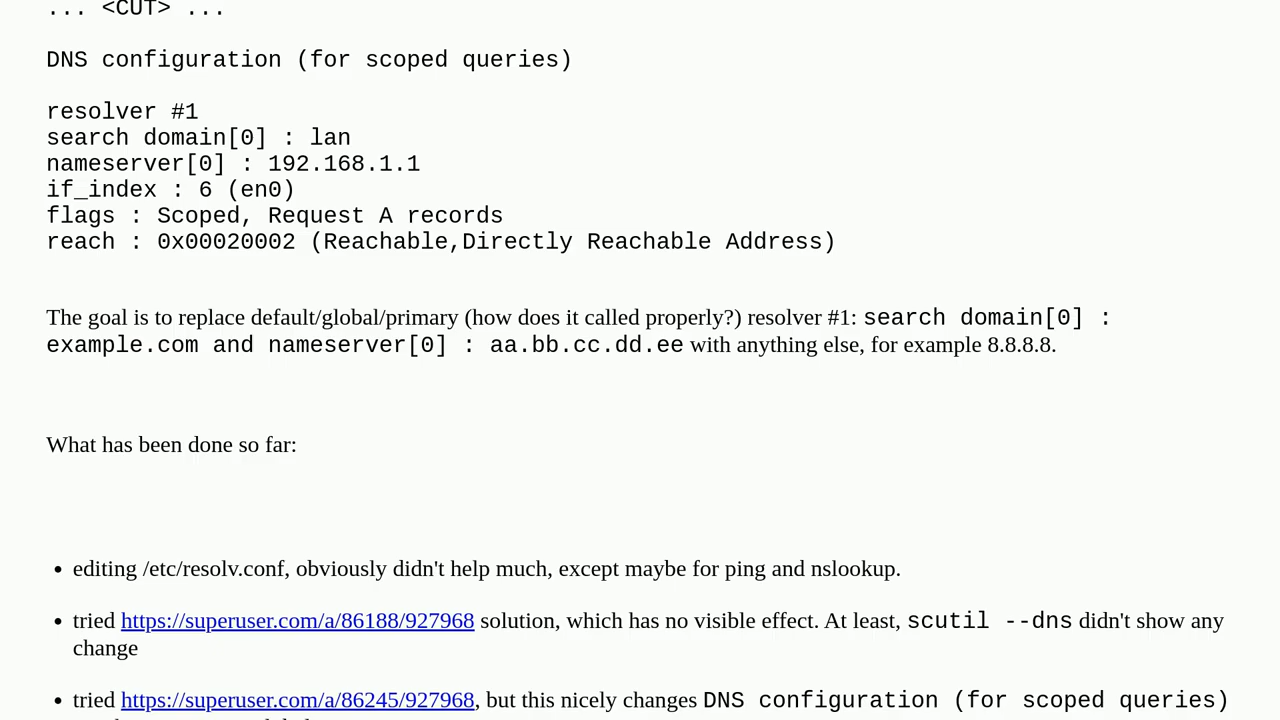 ... <CUT> ...
DNS configuration (for scoped queries)
resolver #1
search domain[0] : lan
nameserver[0] : 192.168.1.1
if_index : 6 (en0)
flags : Scoped, Request A records
reach : 0x00020002 (Reachable,Directly Reachable Address)
The goal is to replace default/global/primary (how does it called properly?) resolver #1: search domain[0] :
example.com and nameserver[0] : aa.bb.cc.dd.ee with anything else, for example 8.8.8.8.
What has been done so far:
• editing /etc/resolv.conf, obviously didn't help much, except maybe for ping and nslookup.
• tried https://superuser.com/a/86188/927968 solution, which has no visible effect. At least, scutil --dns didn't show any
change
• tried https://superuser.com/a/86245/927968, but this nicely changes DNS configuration (for scoped queries)